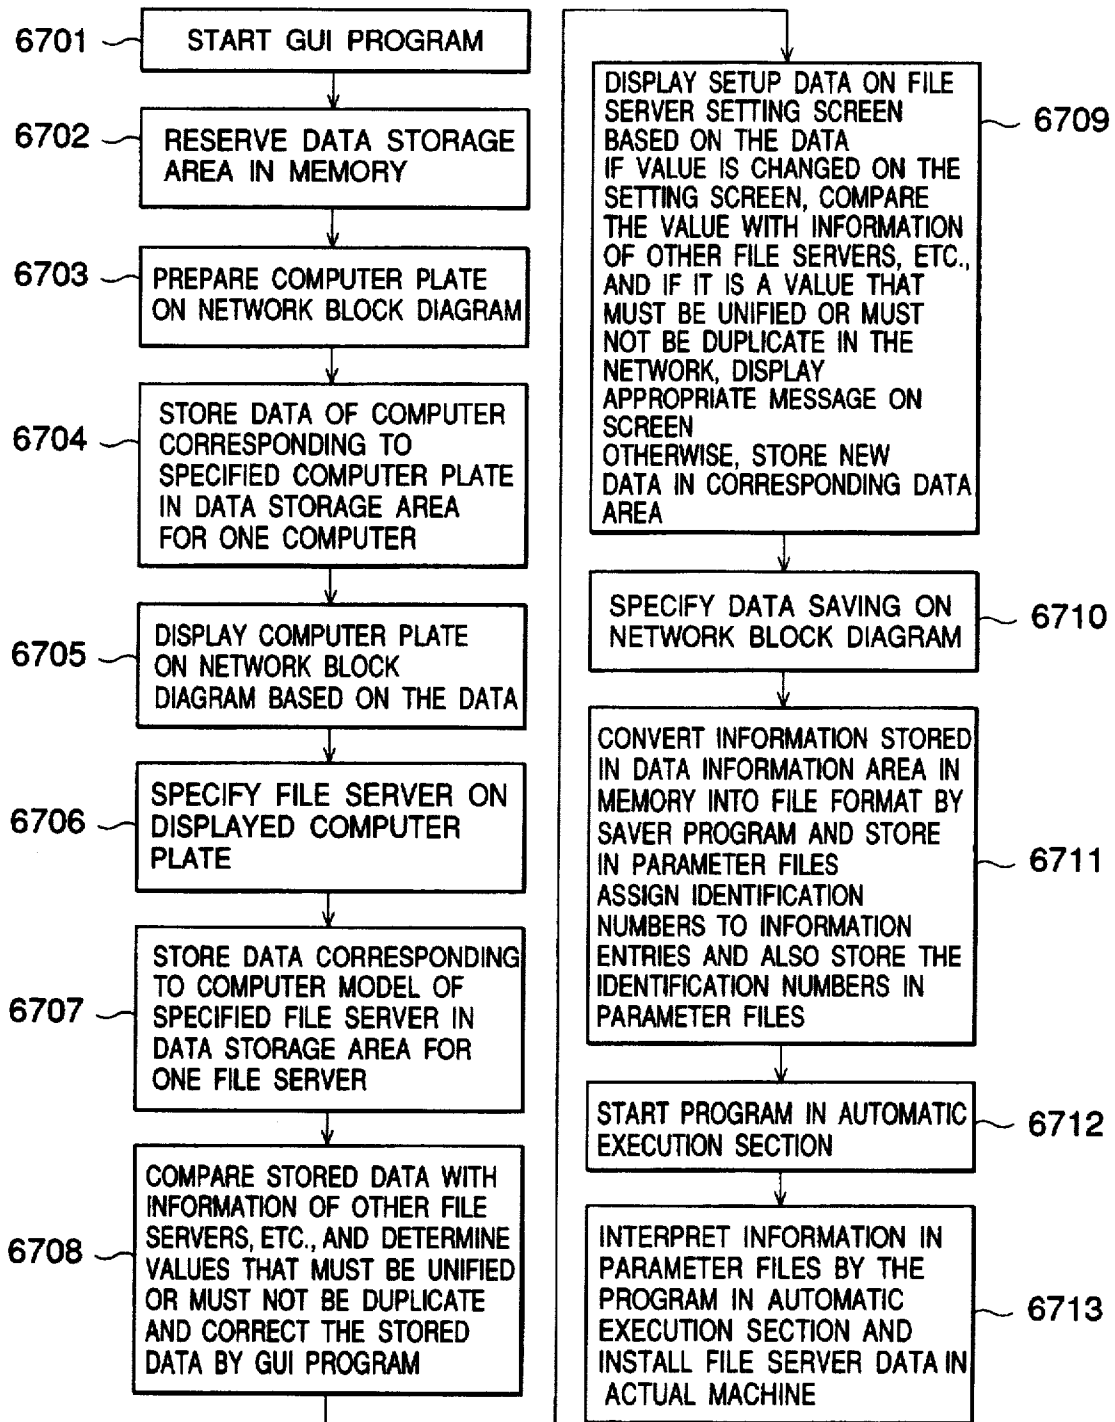 6701
START GUI PROGRAM
6702
RESERVE DATA STORAGE
AREA IN MEMORY
6703
PREPARE COMPUTER PLATE
ON NETWORK BLOCK DIAGRAM
6704
STORE DATA OF COMPUTER
CORRESPONDING TO
SPECIFIED COMPUTER PLATE
IN DATA STORAGE AREA
FOR ONE COMPUTER
6705
DISPLAY COMPUTER PLATE
ON NETWORK BLOCK
DIAGRAM BASED ON THE DATA
6706
SPECIFY FILE SERVER ON
DISPLAYED COMPUTER
PLATE
6707
STORE DATA CORRESPONDING
TO COMPUTER MODEL OF
SPECIFIED FILE SERVER IN
DATA STORAGE AREA FOR
ONE FILE SERVER
6708
COMPARE STORED DATA WITH
INFORMATION OF OTHER FILE
SERVERS, ETC., AND DETERMINE
VALUES THAT MUST BE UNIFIED
OR MUST NOT BE DUPLICATE
AND CORRECT THE STORED
DATA BY GUI PROGRAM
DISPLAY SETUP DATA ON FILE
SERVER SETTING SCREEN
BASED ON THE DATA
IF VALUE IS CHANGED ON THE
SETTING SCREEN, COMPARE
THE VALUE WITH INFORMATION
OF OTHER FILE SERVERS, ETC.,
AND IF IT IS A VALUE THAT
MUST BE UNIFIED OR MUST
NOT BE DUPLICATE IN THE
NETWORK, DISPLAY
APPROPRIATE MESSAGE ON
SCREEN
OTHERWISE, STORE NEW
DATA IN CORRESPONDING DATA
AREA
6709
SPECIFY DATA SAVING ON
NETWORK BLOCK DIAGRAM
6710
CONVERT INFORMATION STORED
IN DATA INFORMATION AREA IN
MEMORY INTO FILE FORMAT BY
SAVER PROGRAM AND STORE
IN PARAMETER FILES
ASSIGN IDENTIFICATION
NUMBERS TO INFORMATION
ENTRIES AND ALSO STORE THE
IDENTIFICATION NUMBERS IN
PARAMETER FILES
6711
START PROGRAM IN AUTOMATIC
EXECUTION SECTION
6712
INTERPRET INFORMATION IN
PARAMETER FILES BY THE
PROGRAM IN AUTOMATIC
EXECUTION SECTION AND
INSTALL FILE SERVER DATA IN
ACTUAL MACHINE
6713